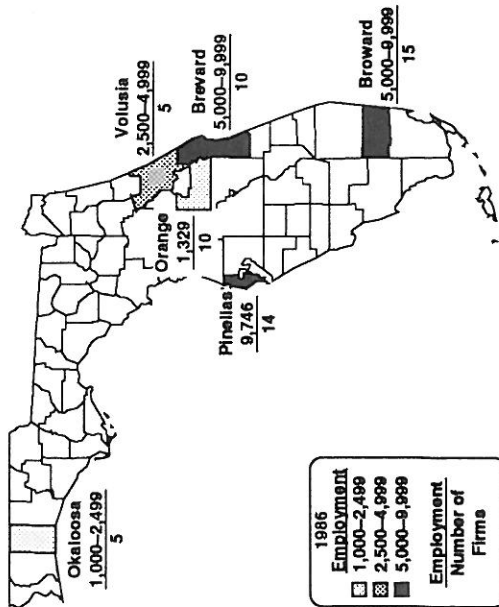 Okaloosa
1,000–2,499
5
Volusia
2,500–4,999
5
Brevard
5,000–9,999
10
Orange
1,329
10
Pinellas
9,746
14
Broward
5,000–9,999
15
1986
Employment
1,000–2,499
2,500–4,999
5,000–9,999
Employment
Number of
Firms